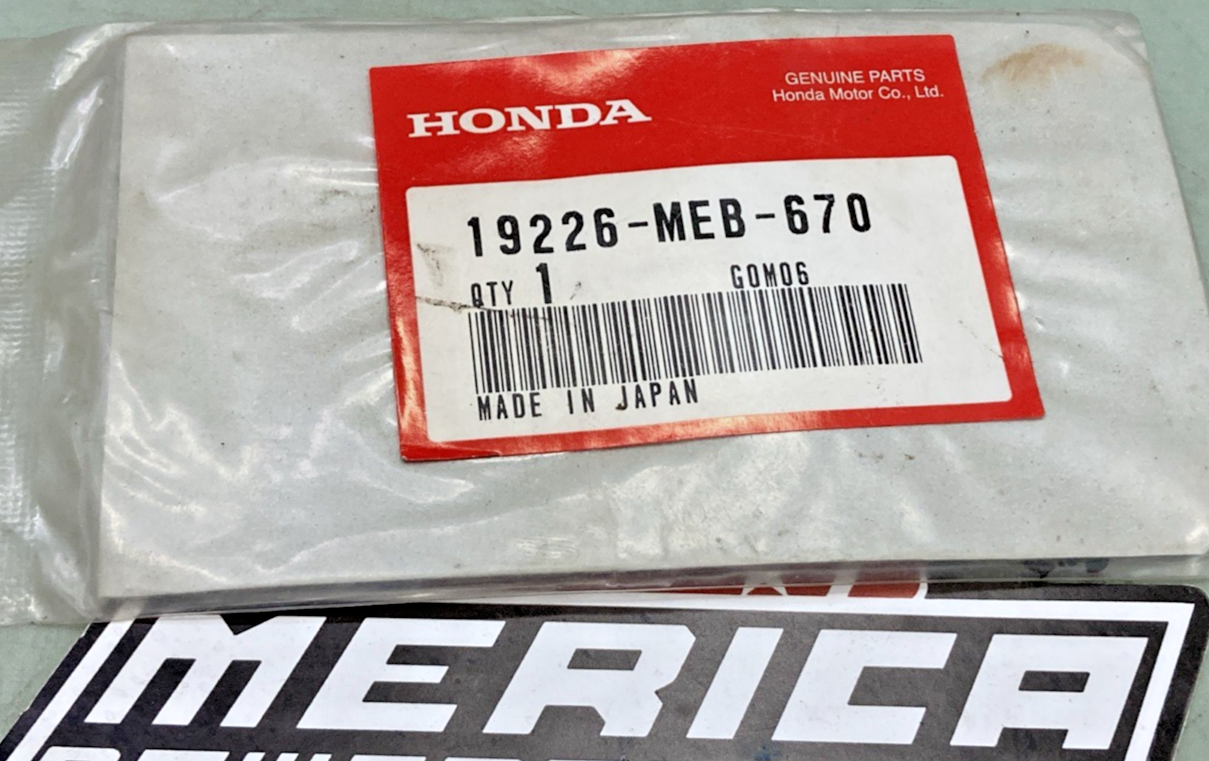 HONDA
GENUINE PARTS
Honda Motor Co., Ltd.
19226-MEB-670
QTY 1 GOM06
MADE IN JAPAN
MERICA